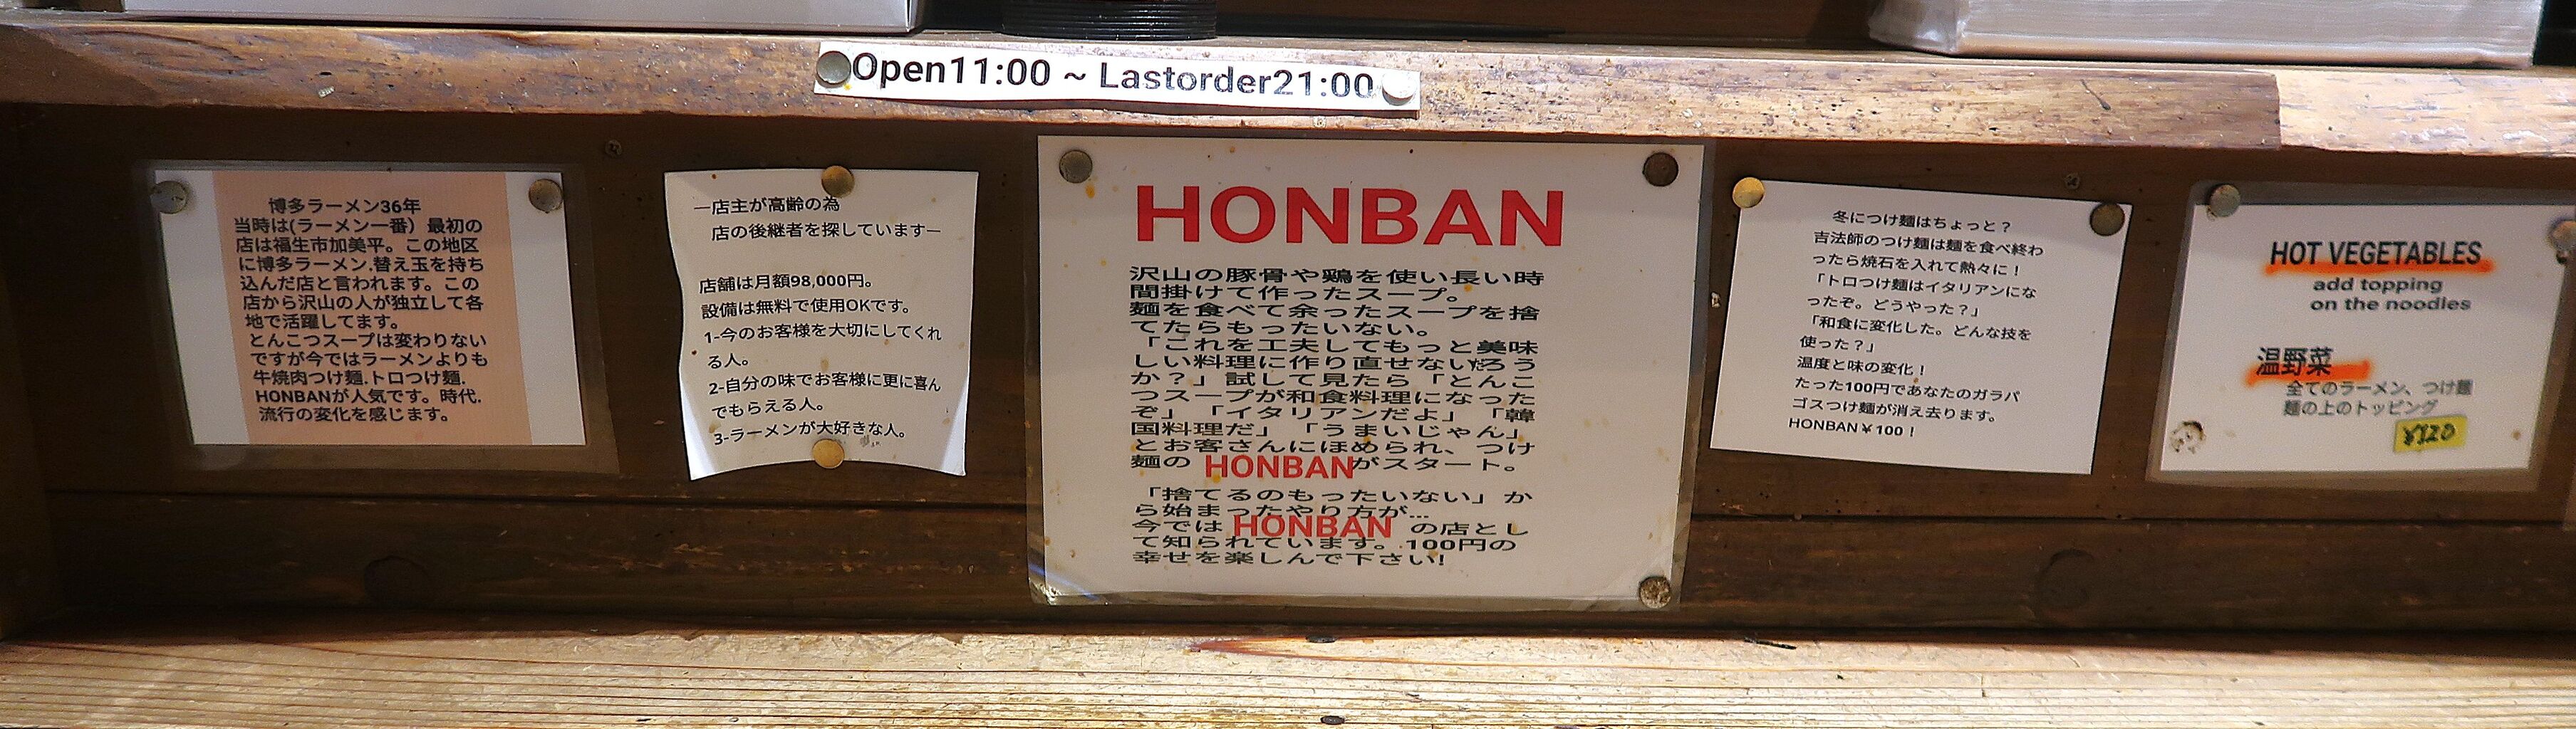 Open11:00 ~ Lastorder21:00
博多ラーメン36年
当時は(ラーメン一番）最初の
店は福生市加美平。この地区
に博多ラーメン.替え玉を持ち
込んだ店と言われます。この
店から沢山の人が独立して各
地で活躍してます。
とんこつスープは変わりない
ですが今ではラーメンよりも
牛焼肉つけ麺.トロつけ麺.
HONBANが人気です。時代.
流行の変化を感じます。
―店主が高齢の為
店の後継者を探しています―
店舗は月額98,000円。
設備は無料で使用OKです。
1-今のお客様を大切にしてくれ
る人。
2-自分の味でお客様に更に喜ん
でもらえる人。
3-ラーメンが大好きな人。
HONBAN
沢山の豚骨や鶏を使い長い時
間掛けて作ったスープ。
麺を食べて余ったスープを捨
てたらもったいない。
「これを工夫してもっと美味
しい料理に作り直せないだろう
か？」試して見たら「とんこ
つスープが和食料理になった
ぞ」「イタリアンだよ」「韓
国料理だ」「うまいじゃん」
とお客さんにほめられ、つけ
麺の HONBANがスタート。
「捨てるのもったいない」か
ら始まったやり方が...
今では HONBAN の店とし
て知られています。100円の
幸せを楽しんで下さい!
冬につけ麺はちょっと？
吉法師のつけ麺は麺を食べ終わ
ったら焼石を入れて熱々に！
「トロつけ麺はイタリアンにな
ったぞ。どうやった？」
「和食に変化した。どんな技を
使った？」
温度と味の変化！
たった100円であなたのガラパ
ゴスつけ麺が消え去ります。
HONBAN￥100！
HOT VEGETABLES
add topping
on the noodles
温野菜
全てのラーメン、つけ麺
麺の上のトッピング
¥120